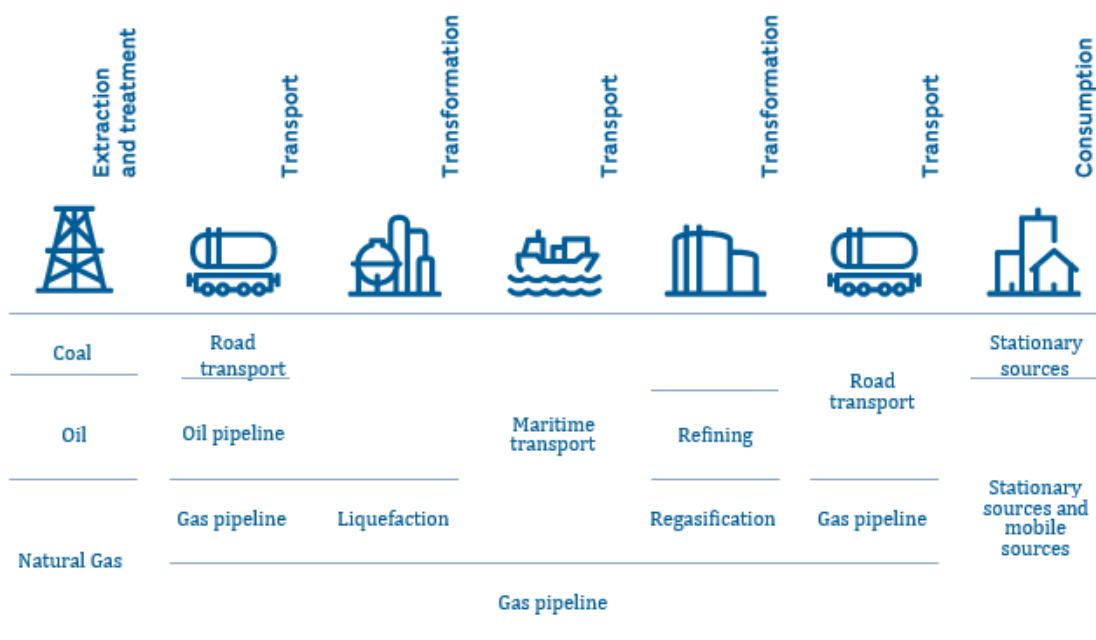 Extraction
and treatment
Transport
Transformation
Transport
Transformation
Transport
Consumption
Coal
Road
transport
Stationary
sources
Road
transport
Oil
Oil pipeline
Maritime
transport
Refining
Natural Gas
Gas pipeline
Liquefaction
Regasification
Gas pipeline
Stationary
sources and
mobile
sources
Gas pipeline